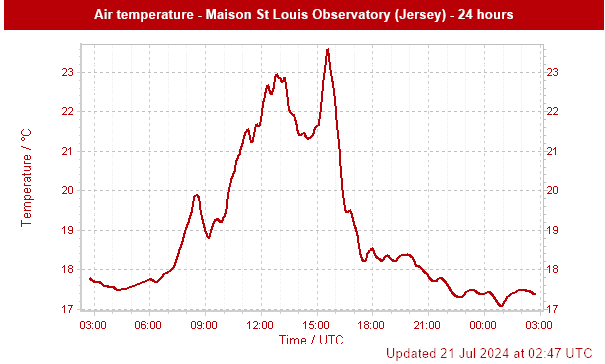 Air temperature - Maison St Louis Observatory (Jersey) - 24 hours
Temperature / °C
23 23
22 22
21 21
20 20
19 19
18 18
17 17
03:00 06:00 09:00 12:00 15:00 18:00 21:00 00:00 03:00
Time / UTC
Updated 21 Jul 2024 at 02:47 UTC